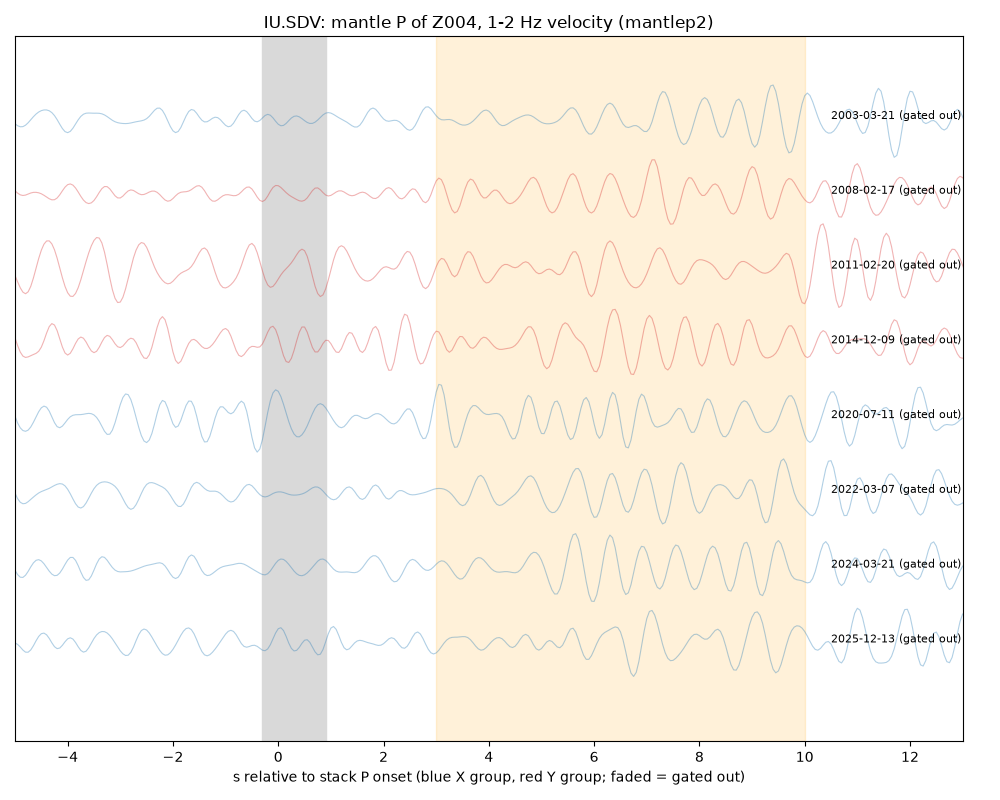 IU.SDV: mantle P of Z004, 1-2 Hz velocity (mantlep2)
2003-03-21 (gated out)
2008-02-17 (gated out)
2011-02-20 (gated out)
2014-12-09 (gated out)
2020-07-11 (gated out)
2022-03-07 (gated out)
2024-03-21 (gated out)
2025-12-13 (gated out)
−4 −2 0 2 4 6 8 10 12
s relative to stack P onset (blue X group, red Y group; faded = gated out)